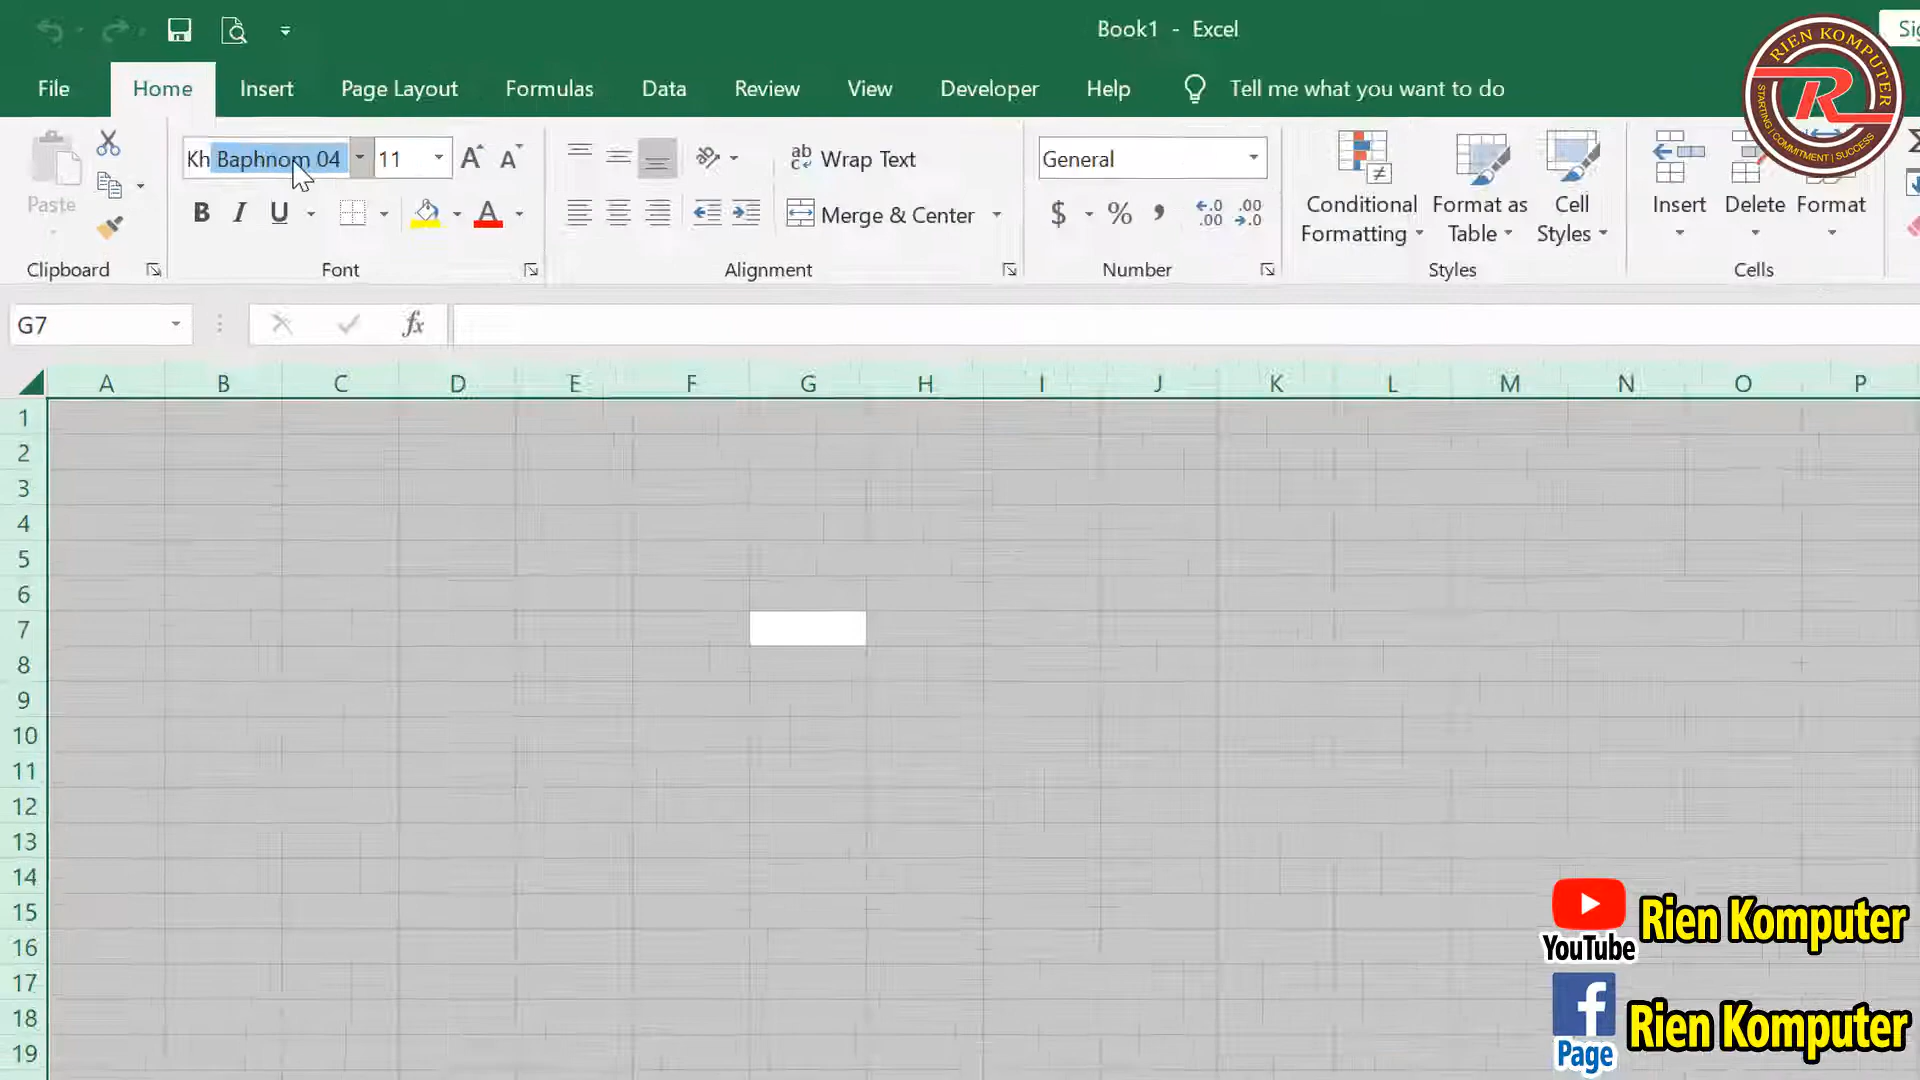 Book1 - Excel
File Home Insert Page Layout Formulas Data Review View Developer Help Tell me what you want to do
RIEN KOMPUTER
STARTING | COMMITMENT | SUCCESS
Kh Baphnom 04 11
Wrap Text
General
Paste
B I U
Merge & Center
$ % ,
Conditional Formatting
Format as Table
Cell Styles
Insert Delete Format
Clipboard Font Alignment Number Styles Cells
G7
fx
A B C D E F G H I J K L M N O P
1
2
3
4
5
6
7
8
9
10
11
12
13
14
15
16
17
18
19
YouTube Rien Komputer
Page Rien Komputer